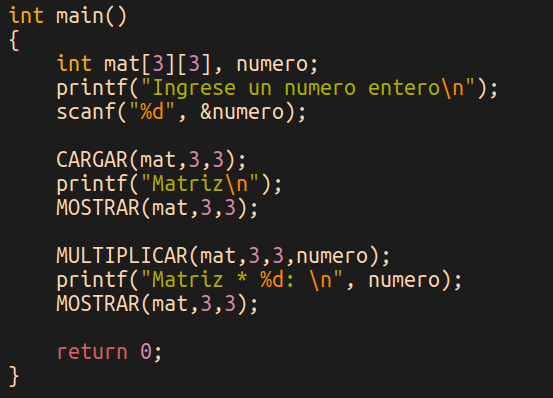 int main()
{
    int mat[3][3], numero;
    printf("Ingrese un numero entero\n");
    scanf("%d", &numero);

    CARGAR(mat,3,3);
    printf("Matriz\n");
    MOSTRAR(mat,3,3);

    MULTIPLICAR(mat,3,3,numero);
    printf("Matriz * %d: \n", numero);
    MOSTRAR(mat,3,3);

    return 0;
}